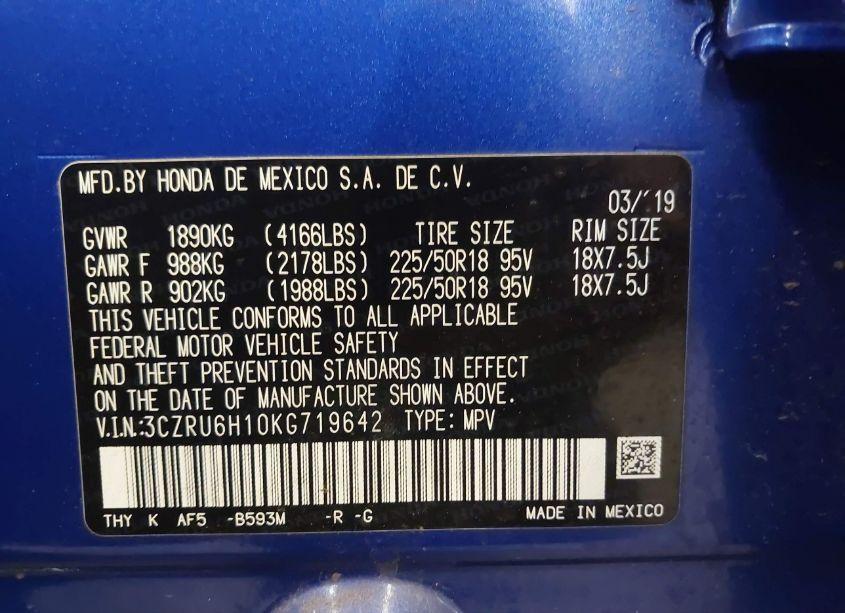 MFD.BY HONDA DE MEXICO S.A. DE C.V.
03/'19
GVWR 1890KG (4166LBS) TIRE SIZE RIM SIZE
GAWR F 988KG (2178LBS) 225/50R18 95V 18X7.5J
GAWR R 902KG (1988LBS) 225/50R18 95V 18X7.5J
THIS VEHICLE CONFORMS TO ALL APPLICABLE
FEDERAL MOTOR VEHICLE SAFETY
AND THEFT PREVENTION STANDARDS IN EFFECT
ON THE DATE OF MANUFACTURE SHOWN ABOVE.
V.I.N.:3CZRU6H10KG719642 TYPE: MPV
THY K AF5 -B593M -R -G MADE IN MEXICO